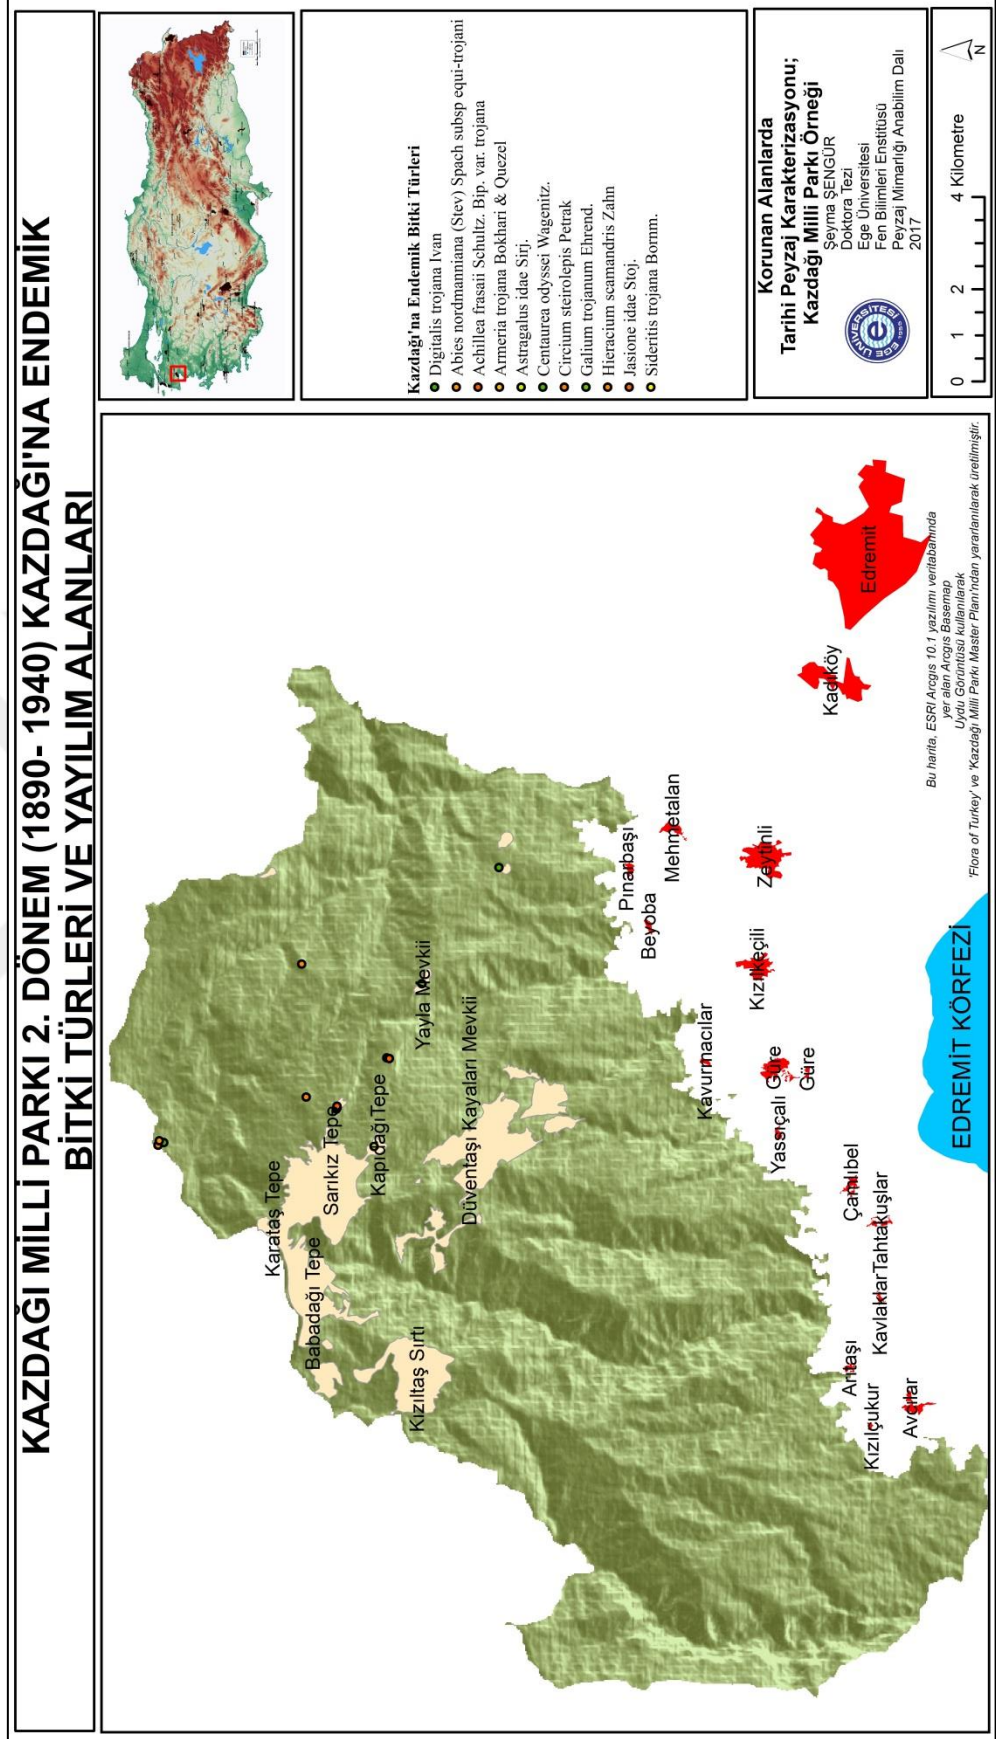 KAZDAĞI MİLLİ PARKI 2. DÖNEM (1890- 1940) KAZDAĞI'NA ENDEMİK
BİTKİ TÜRLERİ VE YAYILIM ALANLARI
Karataş Tepe
Babadağı Tepe
Sarıkız Tepe
Kapıdağı Tepe
Kızıltaş Sırtı
Yayla Mevkii
Düventaşı Kayaları Mevkii
Pınarbaşı
Beyoba
Mehmetalan
Kavurmacılar
Kızılkeçili
Zeytinli
Kadıköy
Edremit
Yassıçalı
Güre
Güre
Çamlıbel
Tahtakuşlar
Kavlaklar
Arıtaşı
Kızılçukur
Avcılar
EDREMİT KÖRFEZİ
Bu harita, ESRI Arcgis 10.1 yazılımı veritabanında
yer alan Arcgis Basemap
Uydu Görüntüsü kullanılarak
'Flora of Turkey' ve 'Kazdağı Milli Parkı Master Planı'ndan yararlanılarak üretilmiştir.
Kazdağı'na Endemik Bitki Türleri
Digitalis trojana Ivan
Abies nordmanniana (Stev) Spach subsp equi-trojani
Achillea frasaii Schultz. Bip. var. trojana
Armeria trojana Bokhari & Quezel
Astragalus idae Sirj.
Centaurea odyssei Wagenitz.
Circium steirolepis Petrak
Galium trojanum Ehrend.
Hieracium scamandris Zahn
Jasione idae Stoj.
Sideritis trojana Bornm.
Korunan Alanlarda
Tarihi Peyzaj Karakterizasyonu;
Kazdağı Milli Parkı Örneği
Şeyma ŞENGÜR
Doktora Tezi
Ege Üniversitesi
Fen Bilimleri Enstitüsü
Peyzaj Mimarlığı Anabilim Dalı
2017
EGE ÜNİVERSİTESİ
0 1 2 4 Kilometre
N